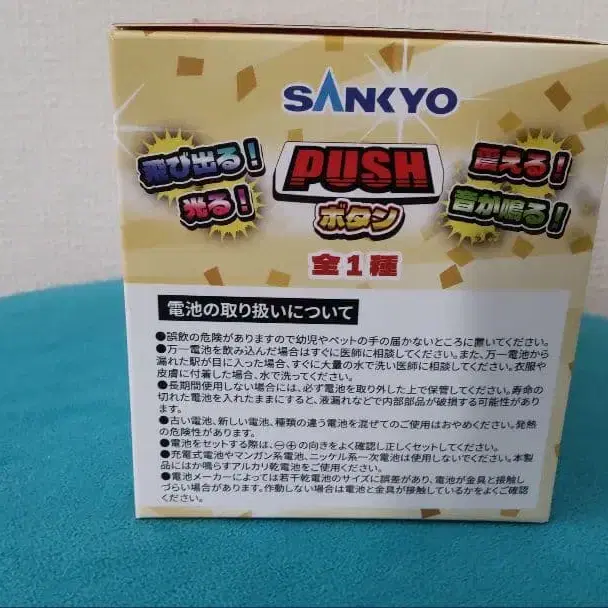 SANKYO
飛び出る!
光る!
PUSH
ボタン
震える!
音が鳴る!
全1種
電池の取り扱いについて
●誤飲の危険がありますので幼児やペットの手の届かないところに置いてください。
●万一電池を飲み込んだ場合はすぐに医師に相談してください。また、万一電池から
漏れた駅が目に入った場合、すぐに大量の水で洗い医師に相談してください。衣服や
皮膚に付着した場合、水で洗ってください。
●長期間使用しない場合には、必ず電池を取り外した上で保管してください。寿命の
切れた電池を入れたままにすると、液漏れなどで内部部品が破損する可能性があり
ます。
●古い電池、新しい電池、種類の違う電池を混ぜてのご使用はおやめください。発熱
の危険性があります。
●電池をセットする際は、⊖⊕の向きをよく確認し正しくセットしてください。
●充電式電池やマンガン系電池、ニッケル系一次電池は使用しないでください。本製
品にはか鳴らすアルカリ乾電池をご使用ください。
●電池メーカーによっては若干乾電池のサイズに誤差があり、電池が金具と接触し
づらい場合があります。作動しない場合は電池と金具が接触しているかをよくご確認
ください。